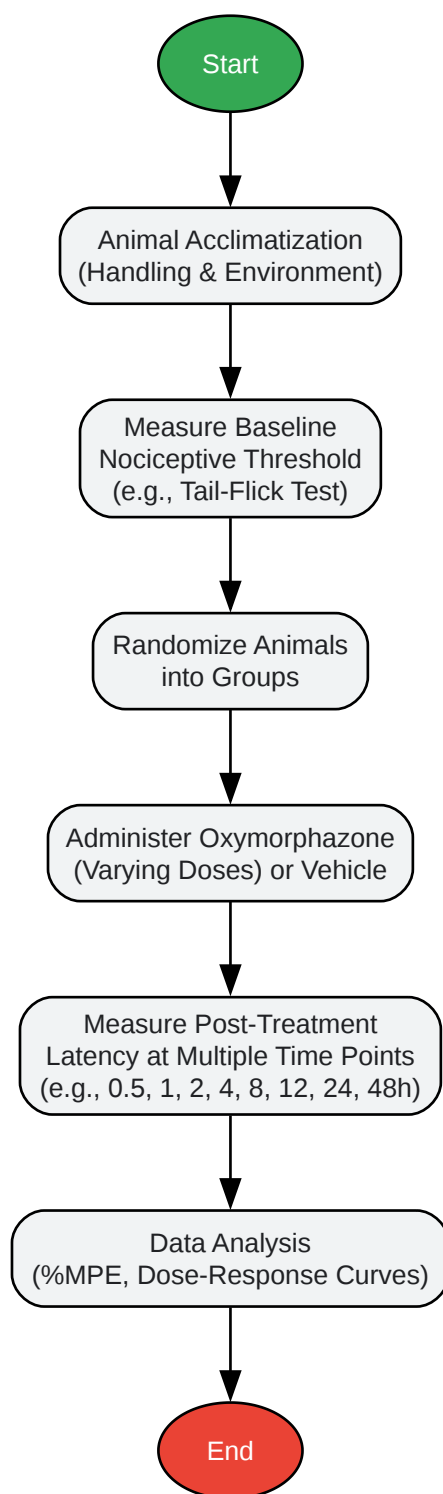 Start
Animal Acclimatization
(Handling & Environment)
Measure Baseline
Nociceptive Threshold
(e.g., Tail-Flick Test)
Randomize Animals
into Groups
Administer Oxymorphazone
(Varying Doses) or Vehicle
Measure Post-Treatment
Latency at Multiple Time Points
(e.g., 0.5, 1, 2, 4, 8, 12, 24, 48h)
Data Analysis
(%MPE, Dose-Response Curves)
End